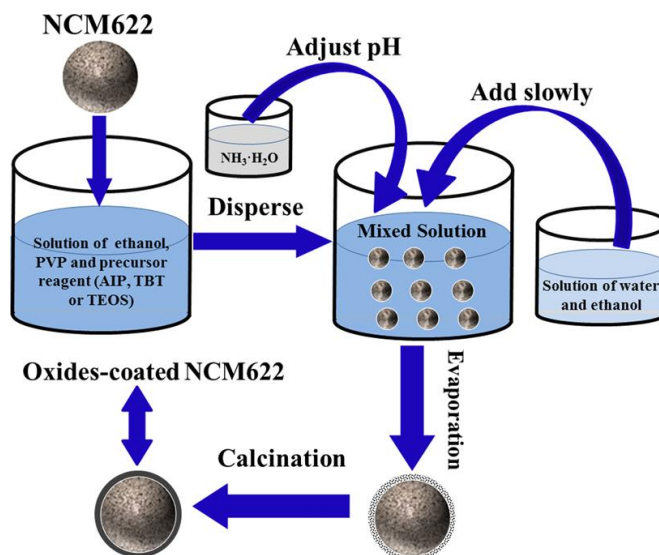 NCM622
Adjust pH
Add slowly
NH₃·H₂O
Disperse
Solution of ethanol,
PVP and precursor
reagent (AIP, TBT
or TEOS)
Mixed Solution
Solution of water
and ethanol
Evaporation
Oxides-coated NCM622
Calcination